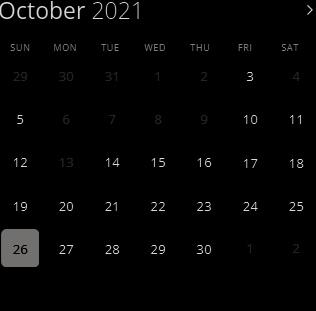 October 2021
SUN MON TUE WED THU FRI SAT
29 30 31 1 2 3 4
5 6 7 8 9 10 11
12 13 14 15 16 17 18
19 20 21 22 23 24 25
26 27 28 29 30 1 2